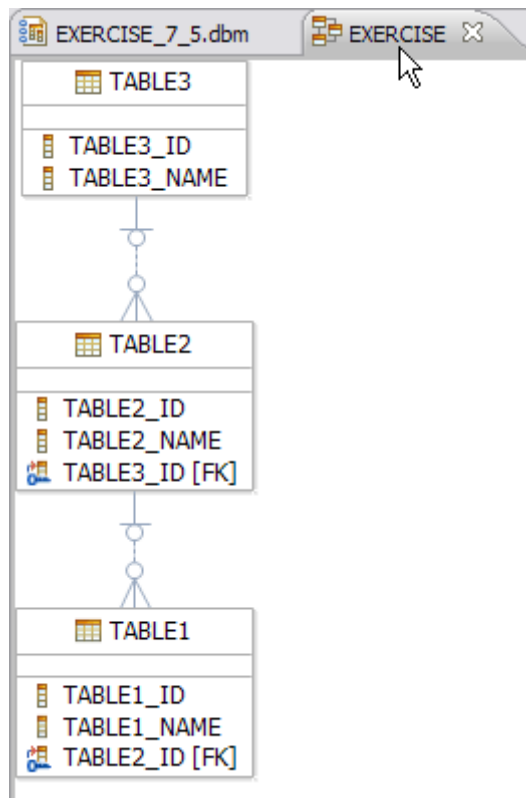 EXERCISE_7_5.dbm
EXERCISE
TABLE3
TABLE3_ID
TABLE3_NAME
TABLE2
TABLE2_ID
TABLE2_NAME
TABLE3_ID [FK]
TABLE1
TABLE1_ID
TABLE1_NAME
TABLE2_ID [FK]